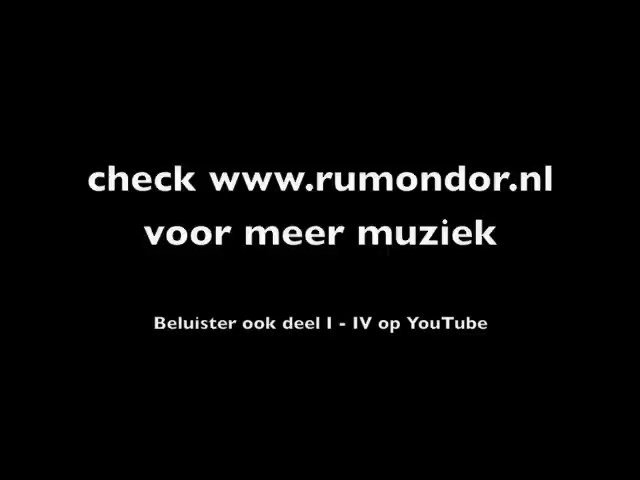 check www.rumondor.nl
voor meer muziek
Beluister ook deel I - IV op YouTube